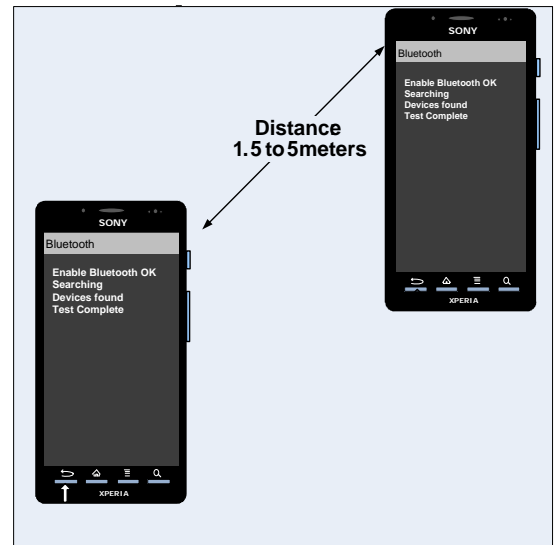 SONY
Bluetooth
Enable Bluetooth OK
Searching
Devices found
Test Complete
XPERIA
Distance
1.5 to 5meters
SONY
Bluetooth
Enable Bluetooth OK
Searching
Devices found
Test Complete
XPERIA